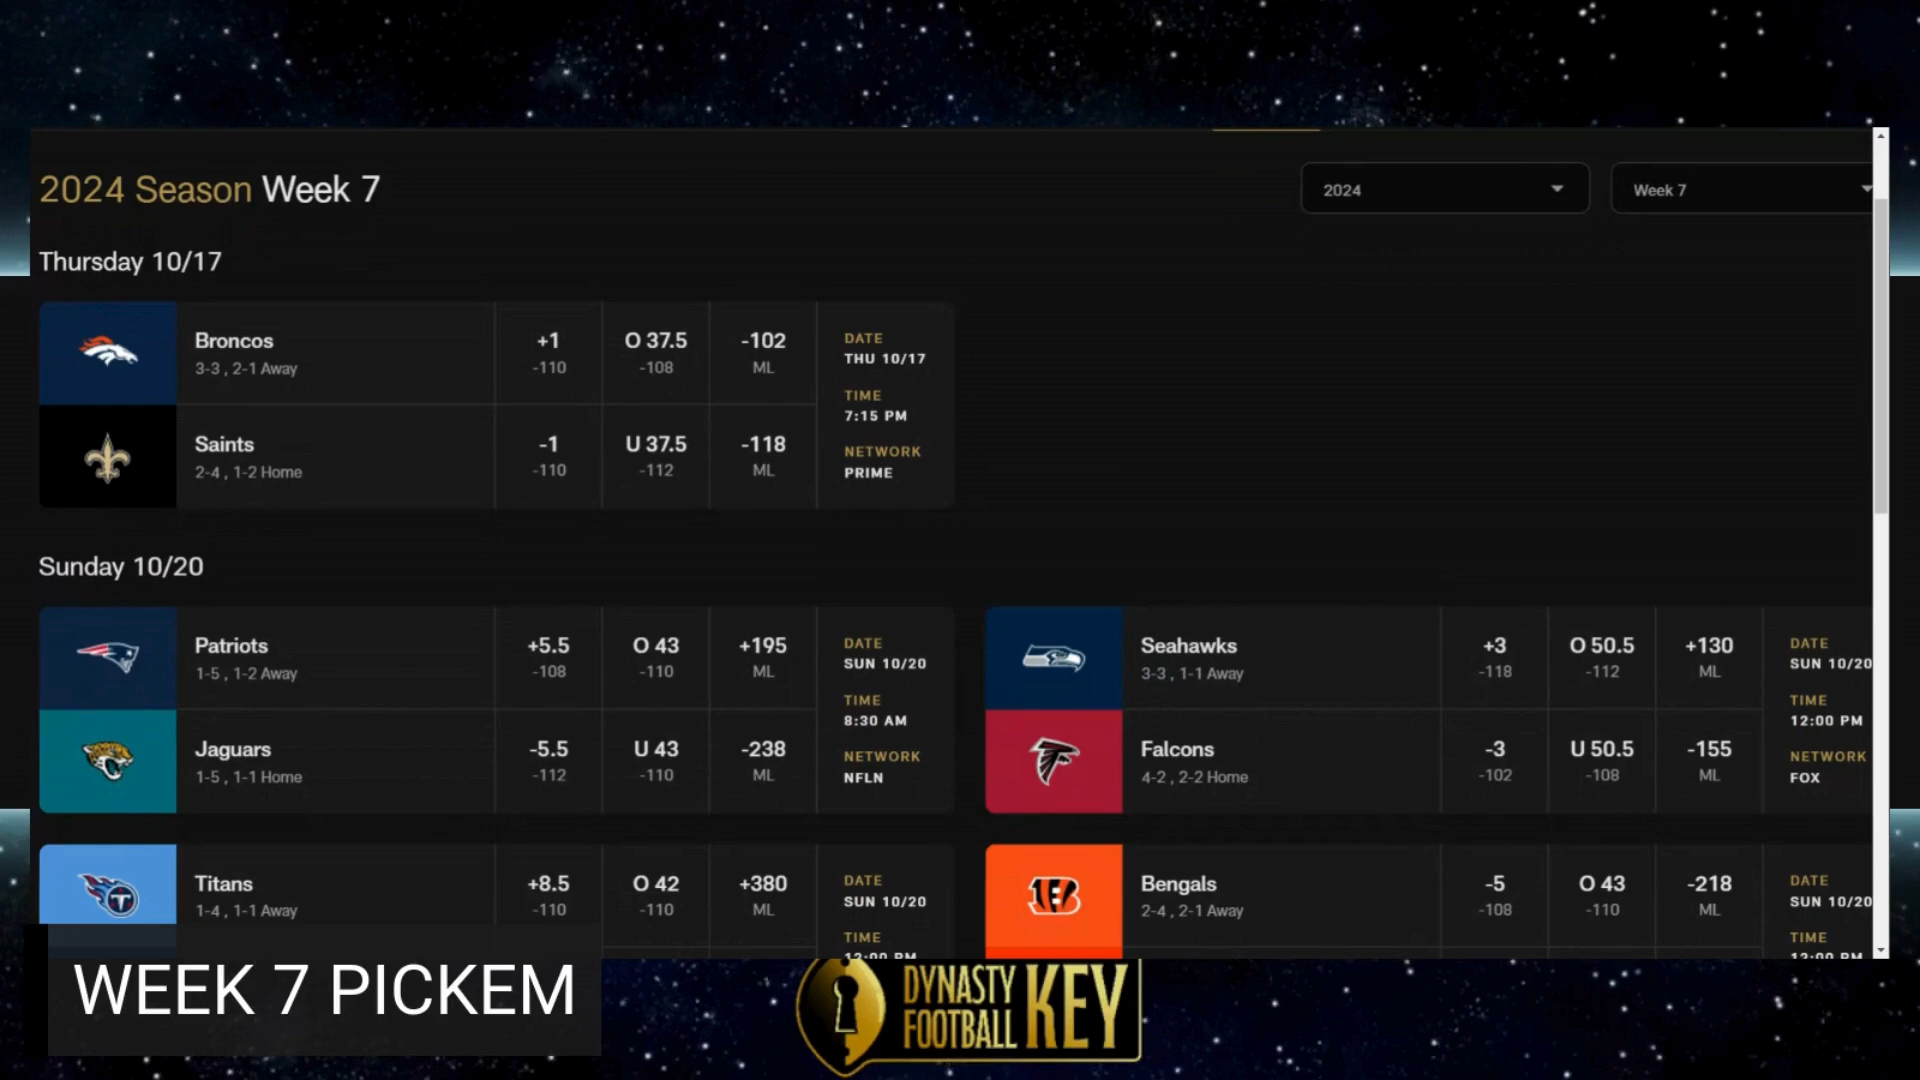 2024 Season Week 7
2024
Week 7
Thursday 10/17
Broncos
3-3 , 2-1 Away
+1
-110
O 37.5
-108
-102
ML
Saints
2-4 , 1-2 Home
-1
-110
U 37.5
-112
-118
ML
DATE
THU 10/17
TIME
7:15 PM
NETWORK
PRIME
Sunday 10/20
Patriots
1-5 , 1-2 Away
+5.5
-108
O 43
-110
+195
ML
Jaguars
1-5 , 1-1 Home
-5.5
-112
U 43
-110
-238
ML
DATE
SUN 10/20
TIME
8:30 AM
NETWORK
NFLN
Seahawks
3-3 , 1-1 Away
+3
-118
O 50.5
-112
+130
ML
Falcons
4-2 , 2-2 Home
-3
-102
U 50.5
-108
-155
ML
DATE
SUN 10/20
TIME
12:00 PM
NETWORK
FOX
Titans
1-4 , 1-1 Away
+8.5
-110
O 42
-110
+380
ML
DATE
SUN 10/20
TIME
12:00 PM
Bengals
2-4 , 2-1 Away
-5
-108
O 43
-110
-218
ML
DATE
SUN 10/20
TIME
12:00 PM
WEEK 7 PICKEM
DYNASTY
FOOTBALL
KEY